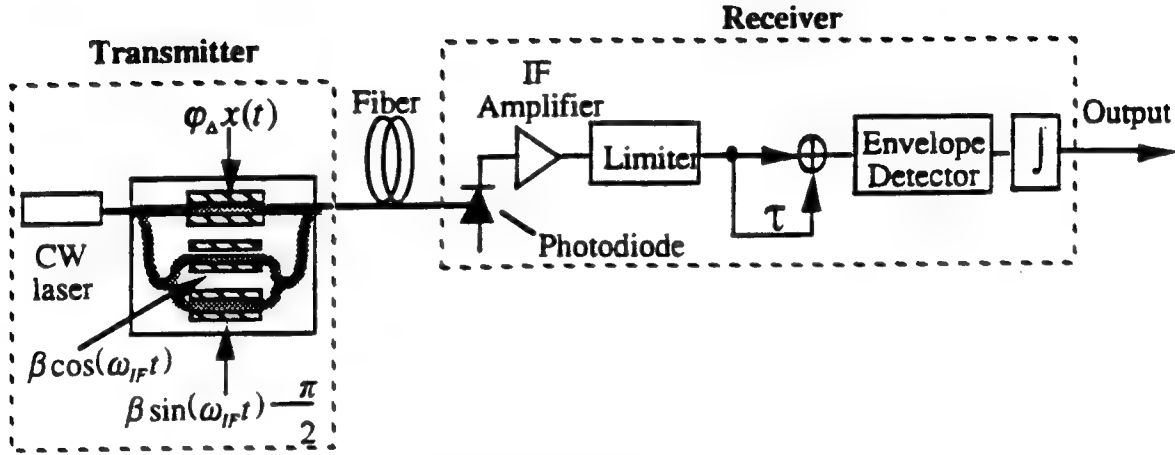 Receiver
Transmitter
IF
Amplifier
Fiber
Output
φ_Δ x(t)
Limiter
Envelope
Detector
∫
τ
CW
laser
Photodiode
β cos(ω_IF t)
β sin(ω_IF t) − π/2